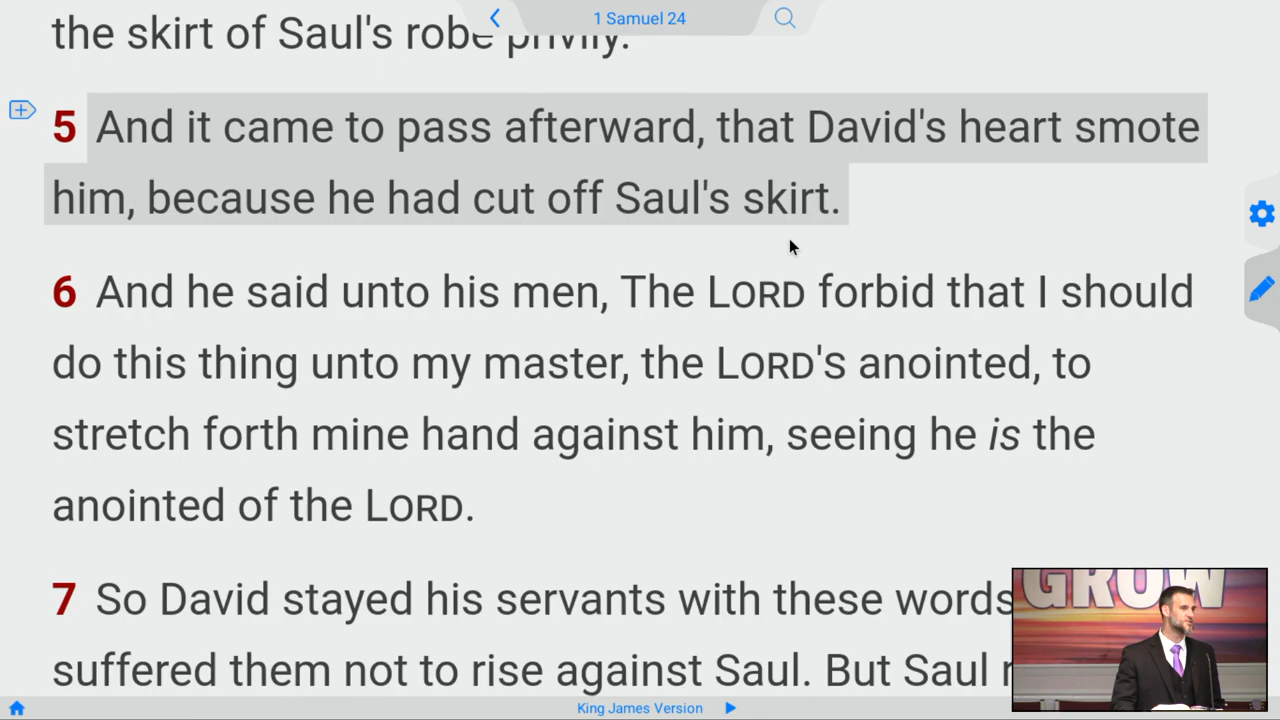 1 Samuel 24
the skirt of Saul's robe privily.
5 And it came to pass afterward, that David's heart smote
him, because he had cut off Saul's skirt.
6 And he said unto his men, The LORD forbid that I should
do this thing unto my master, the LORD'S anointed, to
stretch forth mine hand against him, seeing he is the
anointed of the LORD.
7 So David stayed his servants with these words
suffered them not to rise against Saul. But Saul
GROW
King James Version